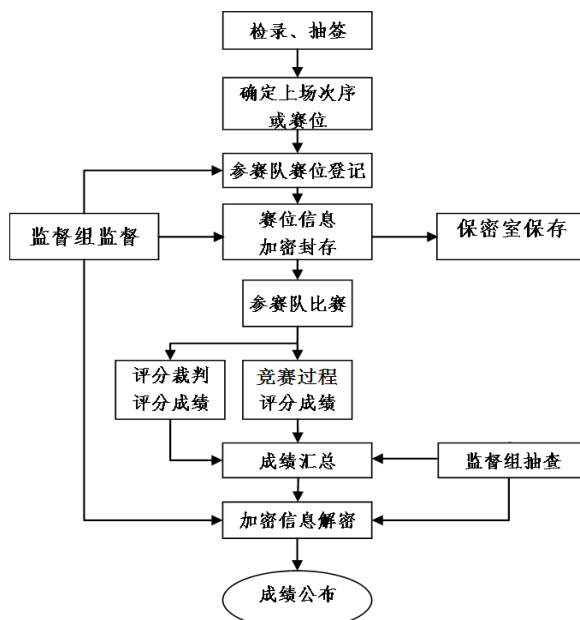 检录、抽签
确定上场次序
或赛位
参赛队赛位登记
监督组监督
赛位信息
加密封存
保密室保存
参赛队比赛
评分裁判
评分成绩
竞赛过程
评分成绩
成绩汇总
监督组抽查
加密信息解密
成绩公布